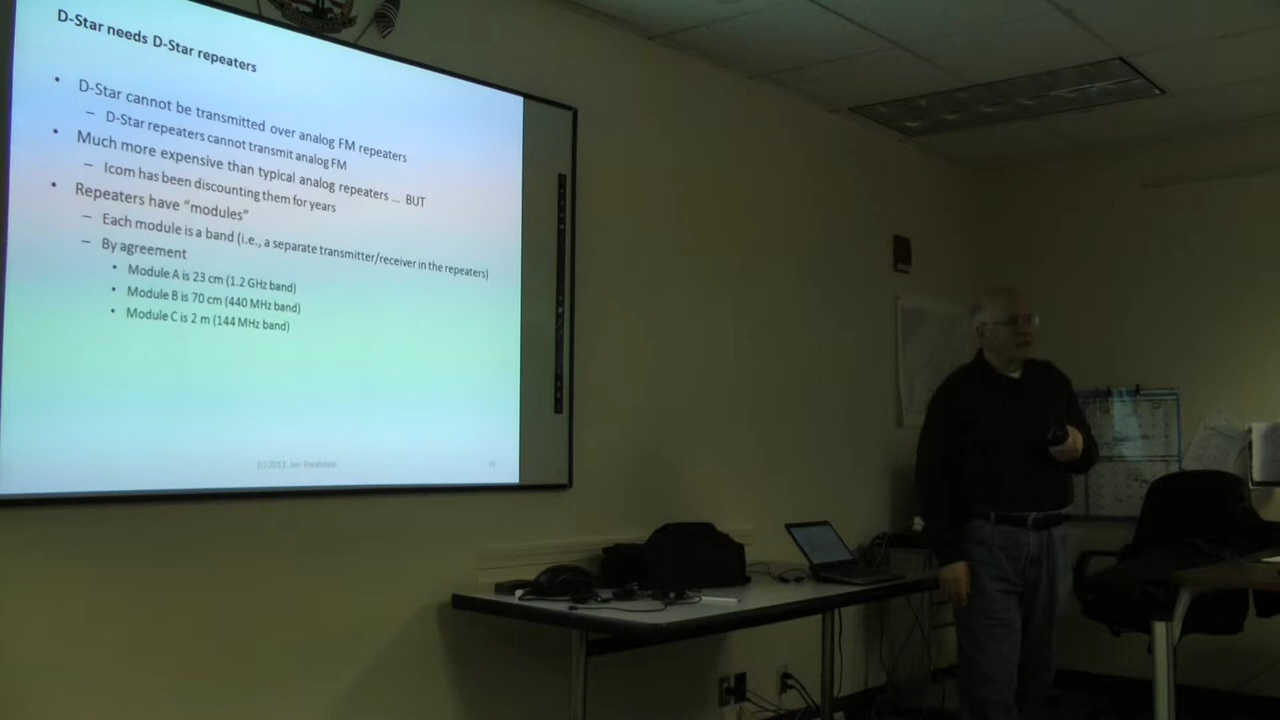 D-Star needs D-Star repeaters
• D-Star cannot be transmitted over analog FM repeaters
– D-Star repeaters cannot transmit analog FM
• Much more expensive than typical analog repeaters ... BUT
– Icom has been discounting them for years
• Repeaters have “modules”
– Each module is a band (i.e., a separate transmitter/receiver in the repeaters)
– By agreement
• Module A is 23 cm (1.2 GHz band)
• Module B is 70 cm (440 MHz band)
• Module C is 2 m (144 MHz band)